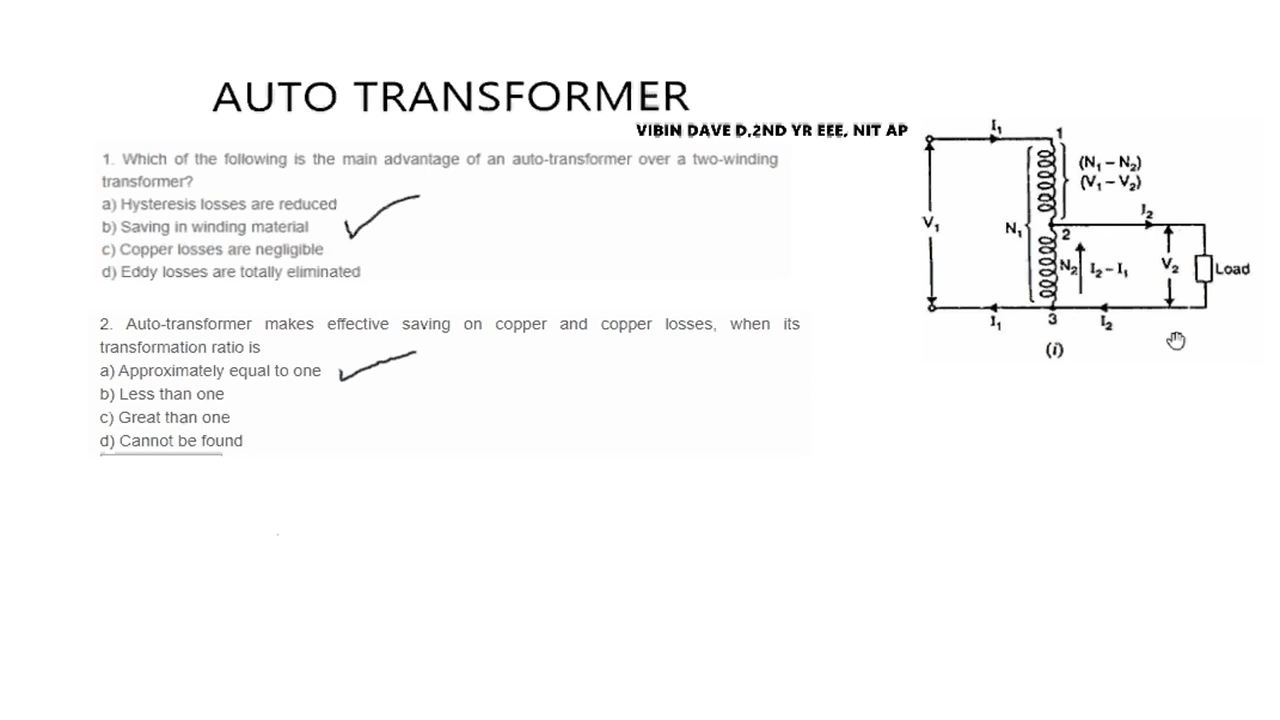 AUTO TRANSFORMER
VIBIN DAVE D,2ND YR EEE, NIT AP
1. Which of the following is the main advantage of an auto-transformer over a two-winding
transformer?
a) Hysteresis losses are reduced
b) Saving in winding material
c) Copper losses are negligible
d) Eddy losses are totally eliminated
2. Auto-transformer makes effective saving on copper and copper losses, when its
transformation ratio is
a) Approximately equal to one
b) Less than one
c) Great than one
d) Cannot be found
I₁
1
(N₁ – N₂)
(V₁ – V₂)
I₂
V₁
N₁
2
N₂
I₂ – I₁
V₂
Load
I₁
3
I₂
(i)